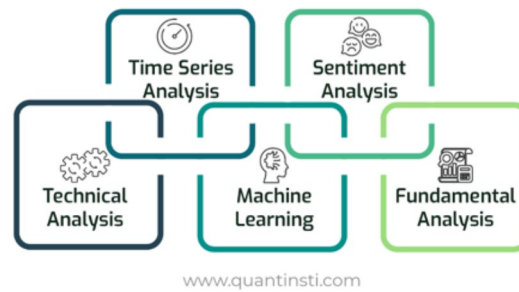 Time Series
Analysis
Sentiment
Analysis
Technical
Analysis
Machine
Learning
Fundamental
Analysis
www.quantinsti.com